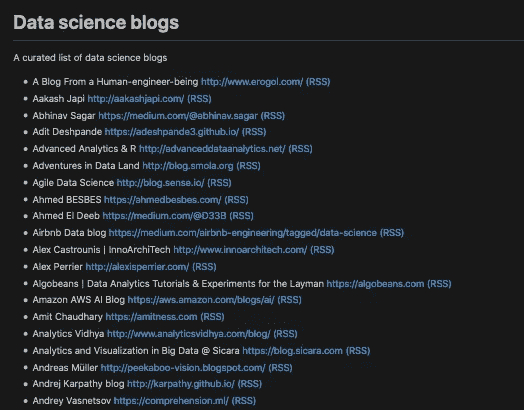 Data science blogs
A curated list of data science blogs
A Blog From a Human-engineer-being http://www.erogol.com/ (RSS)
Aakash Japi http://aakashjapi.com/ (RSS)
Abhinav Sagar https://medium.com/@abhinav.sagar (RSS)
Adit Deshpande https://adeshpande3.github.io/ (RSS)
Advanced Analytics & R http://advanceddataanalytics.net/ (RSS)
Adventures in Data Land http://blog.smola.org (RSS)
Agile Data Science http://blog.sense.io/ (RSS)
Ahmed BESBES https://ahmedbesbes.com/ (RSS)
Ahmed El Deeb https://medium.com/@D33B (RSS)
Airbnb Data blog https://medium.com/airbnb-engineering/tagged/data-science (RSS)
Alex Castrounis | InnoArchiTech http://www.innoarchitech.com/ (RSS)
Alex Perrier http://alexisperrier.com/ (RSS)
Algobeans | Data Analytics Tutorials & Experiments for the Layman https://algobeans.com (RSS)
Amazon AWS AI Blog https://aws.amazon.com/blogs/ai/ (RSS)
Amit Chaudhary https://amitness.com (RSS)
Analytics Vidhya http://www.analyticsvidhya.com/blog/ (RSS)
Analytics and Visualization in Big Data @ Sicara https://blog.sicara.com (RSS)
Andreas Müller http://peekaboo-vision.blogspot.com/ (RSS)
Andrej Karpathy blog http://karpathy.github.io/ (RSS)
Andrey Vasnetsov https://comprehension.ml/ (RSS)